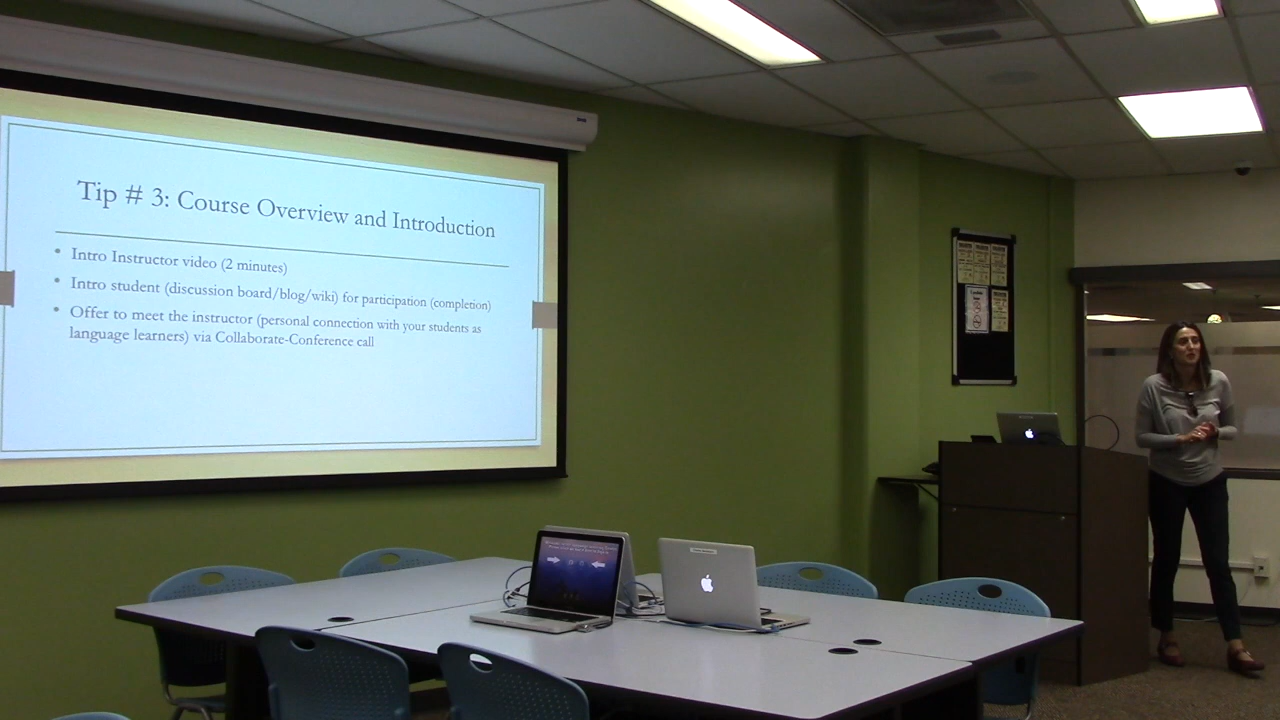 Tip # 3: Course Overview and Introduction
• Intro Instructor video (2 minutes)
• Intro student (discussion board/blog/wiki) for participation (completion)
• Offer to meet the instructor (personal connection with your students as
language learners) via Collaborate-Conference call